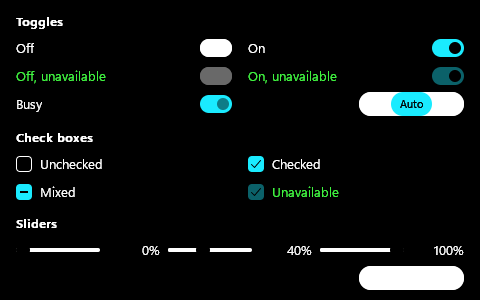 Toggles
Off
On
Off, unavailable
On, unavailable
Busy
Auto
Check boxes
Unchecked
Checked
Mixed
Unavailable
Sliders
0%
40%
100%